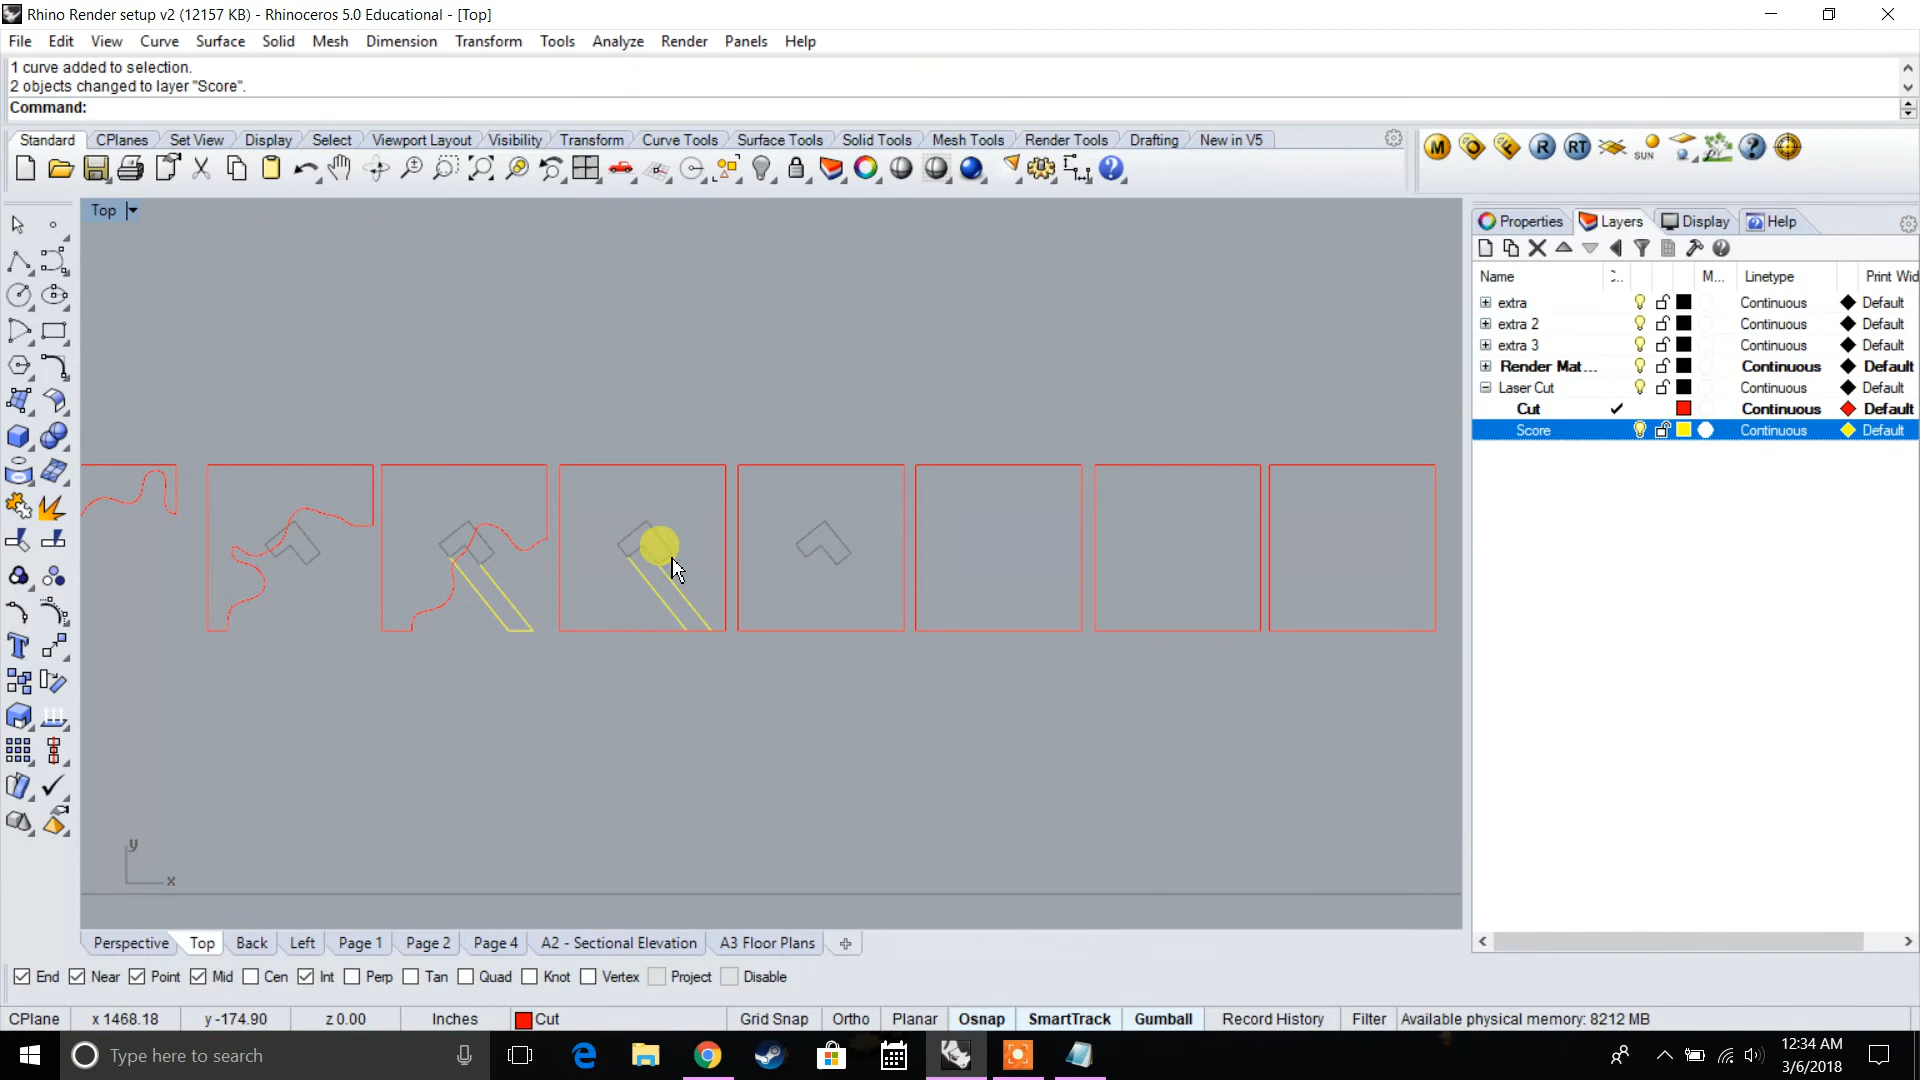 Rhino Render setup v2 (12157 KB) - Rhinoceros 5.0 Educational - [Top]
File Edit View Curve Surface Solid Mesh Dimension Transform Tools Analyze Render Panels Help
1 curve added to selection.
2 objects changed to layer "Score".
Command:
Standard CPlanes Set View Display Select Viewport Layout Visibility Transform Curve Tools Surface Tools Solid Tools Mesh Tools Render Tools Drafting New in V5
M R RT SUN
Top
Properties Layers Display Help
Name M... Linetype Print Wid
extra Continuous Default
extra 2 Continuous Default
extra 3 Continuous Default
Render Mat... Continuous Default
Laser Cut Continuous Default
Cut Continuous Default
Score Continuous Default
y
x
Perspective Top Back Left Page 1 Page 2 Page 4 A2 - Sectional Elevation A3 Floor Plans
End Near Point Mid Cen Int Perp Tan Quad Knot Vertex Project Disable
CPlane x 1468.18 y -174.90 z 0.00 Inches Cut Grid Snap Ortho Planar Osnap SmartTrack Gumball Record History Filter Available physical memory: 8212 MB
Type here to search
12:34 AM
3/6/2018